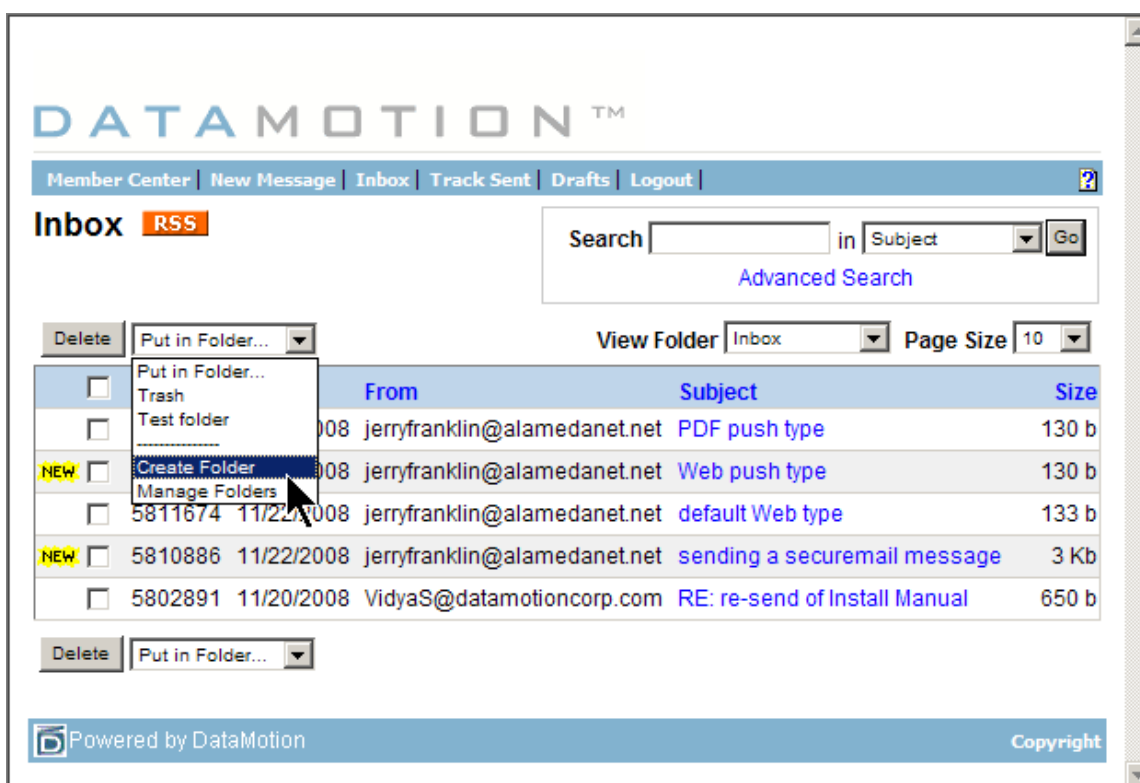 DATAMOTION™
Member Center | New Message | Inbox | Track Sent | Drafts | Logout | ?
Inbox RSS
Search in Subject Go
Advanced Search
Delete Put in Folder... View Folder Inbox Page Size 10
Put in Folder...
Trash
Test folder
---------------
Create Folder
Manage Folders
From Subject Size
008 jerryfranklin@alamedanet.net PDF push type 130 b
NEW 008 jerryfranklin@alamedanet.net Web push type 130 b
5811674 11/22/2008 jerryfranklin@alamedanet.net default Web type 133 b
NEW 5810886 11/22/2008 jerryfranklin@alamedanet.net sending a securemail message 3 Kb
5802891 11/20/2008 VidyaS@datamotioncorp.com RE: re-send of Install Manual 650 b
Delete Put in Folder...
Powered by DataMotion Copyright